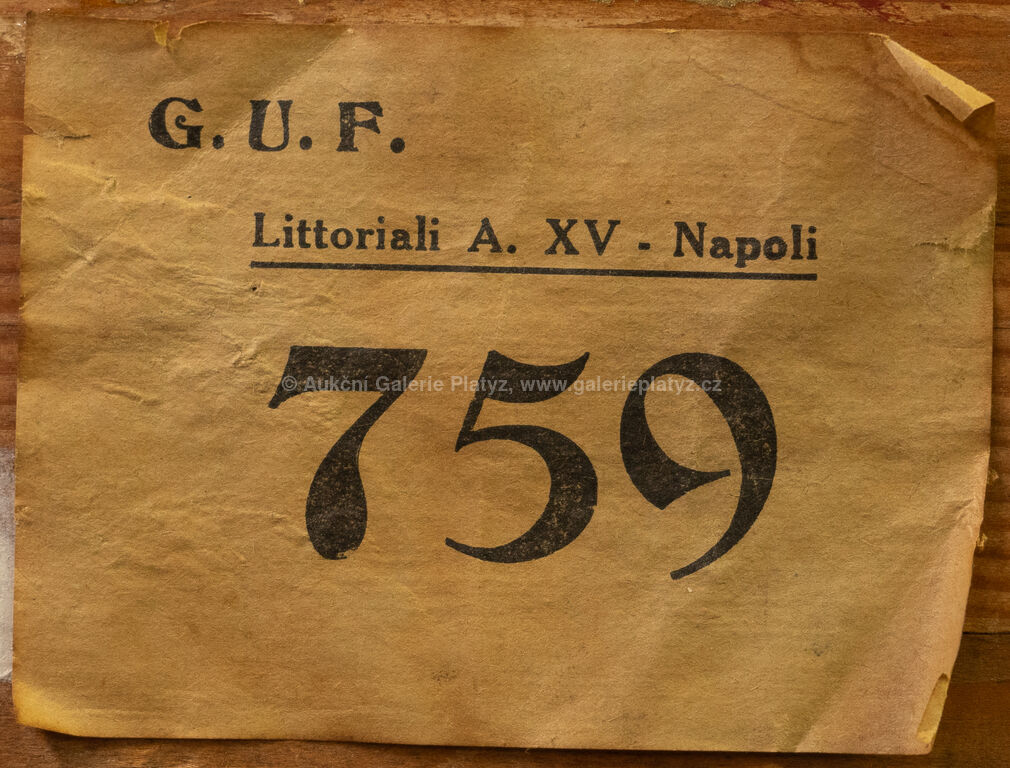 G. U. F.
Littoriali A. XV - Napoli
© Aukční Galerie Platyz, www.galerieplatyz.cz
759